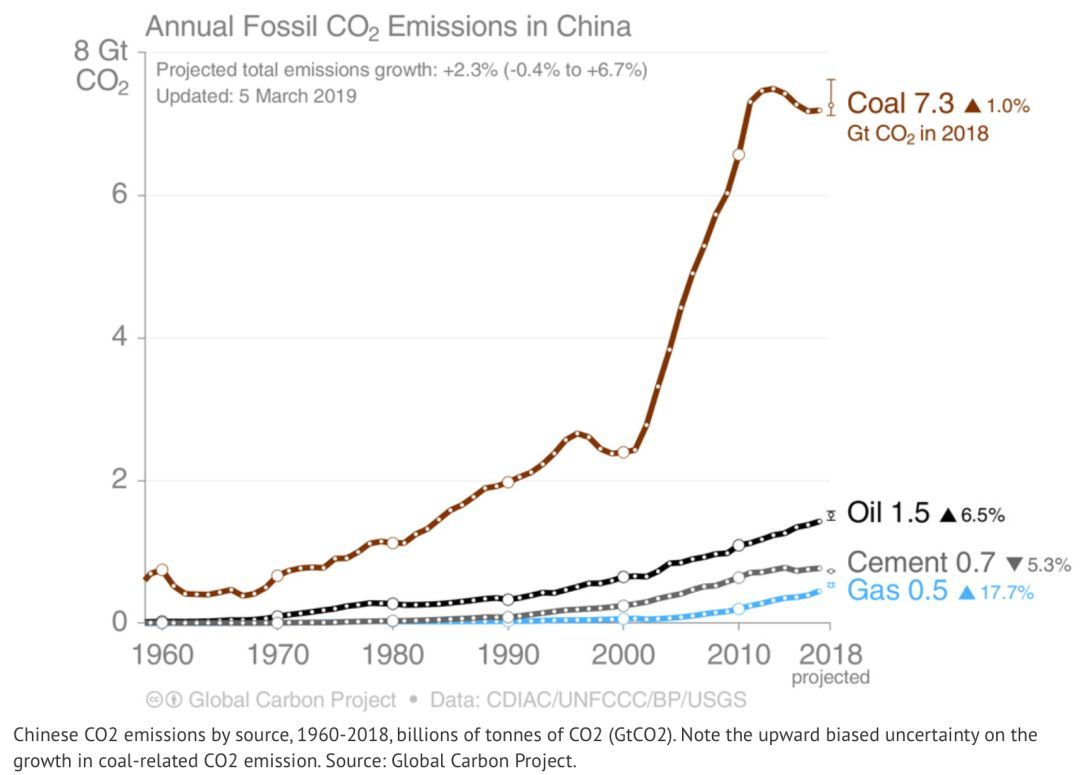 Annual Fossil CO₂ Emissions in China
8 Gt
CO₂
Projected total emissions growth: +2.3% (-0.4% to +6.7%)
Updated: 5 March 2019
Coal 7.3 ▲ 1.0%
Gt CO₂ in 2018
6
4
2
Oil 1.5 ▲ 6.5%
Cement 0.7 ▼ 5.3%
Gas 0.5 ▲ 17.7%
0
1960 1970 1980 1990 2000 2010 2018
projected
cc Global Carbon Project • Data: CDIAC/UNFCCC/BP/USGS
Chinese CO2 emissions by source, 1960-2018, billions of tonnes of CO2 (GtCO2). Note the upward biased uncertainty on the
growth in coal-related CO2 emission. Source: Global Carbon Project.